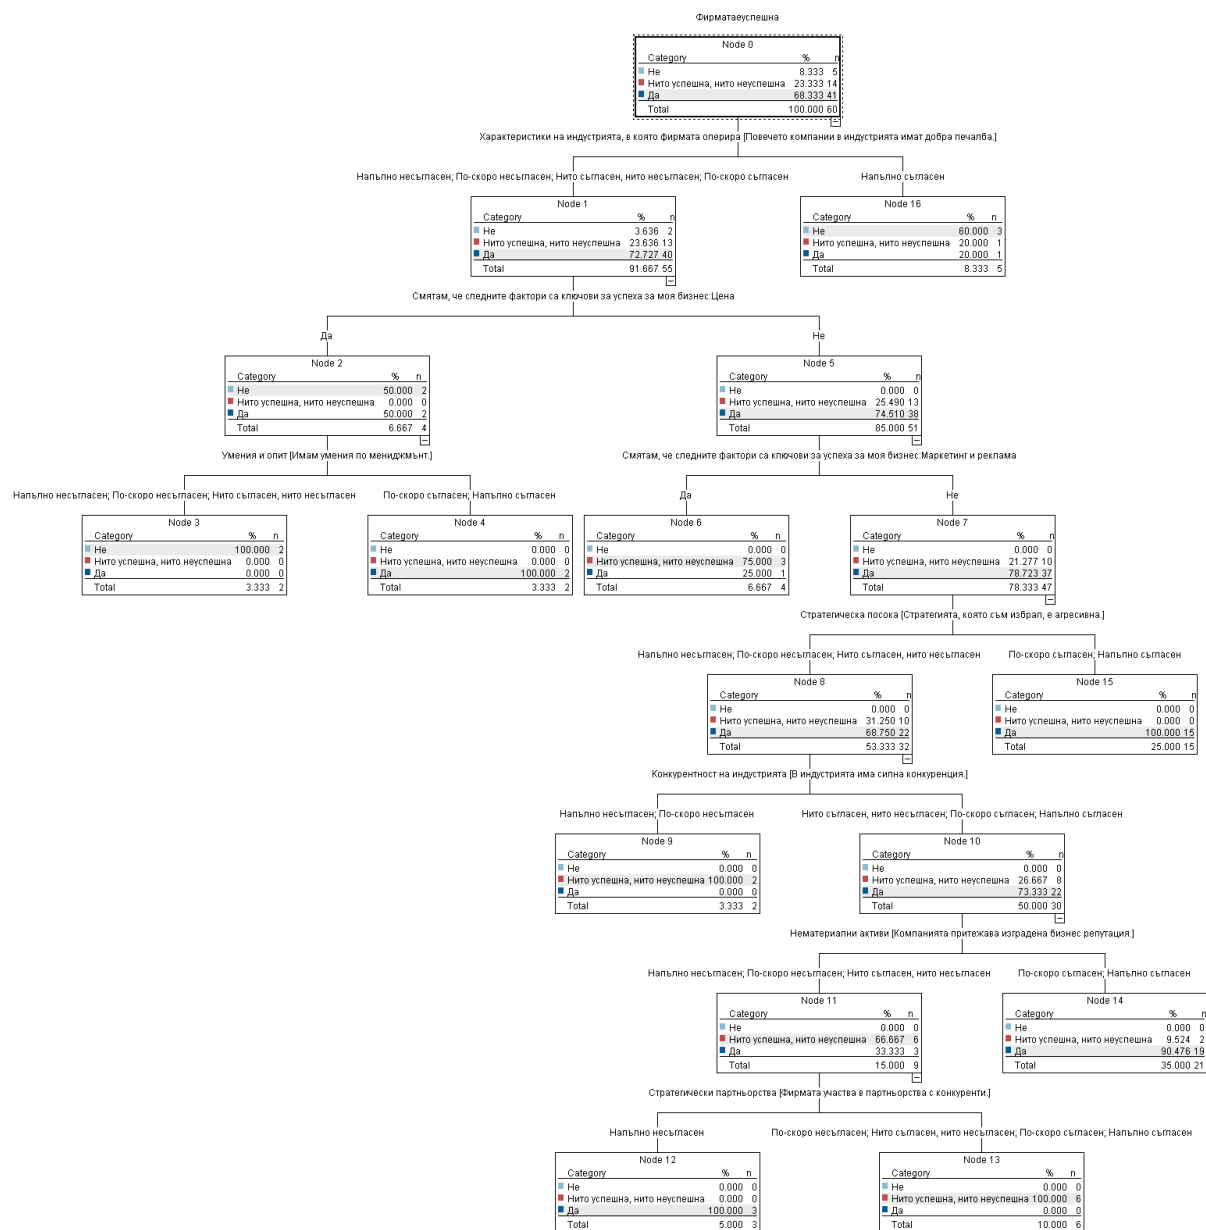 Фирматаеуспешна
Node 0
Category % n
Не 8.333 5
Нито успешна, нито неуспешна 23.333 14
Да 68.333 41
Total 100.000 60
Характеристики на индустрията, в която фирмата оперира [Повечето компании в индустрията имат добра печалба.]
Напълно несъгласен; По-скоро несъгласен; Нито съгласен, нито несъгласен; По-скоро съгласен
Напълно съгласен
Node 1
Category % n
Не 3.636 2
Нито успешна, нито неуспешна 23.636 13
Да 72.727 40
Total 91.667 55
Node 16
Category % n
Не 60.000 3
Нито успешна, нито неуспешна 20.000 1
Да 20.000 1
Total 8.333 5
Смятам, че следните фактори са ключови за успеха за моя бизнес:Цена
Да
Не
Node 2
Category % n
Не 50.000 2
Нито успешна, нито неуспешна 0.000 0
Да 50.000 2
Total 6.667 4
Node 5
Category % n
Не 0.000 0
Нито успешна, нито неуспешна 25.490 13
Да 74.510 38
Total 85.000 51
Умения и опит [Имам умения по мениджмънт.]
Смятам, че следните фактори са ключови за успеха за моя бизнес:Маркетинг и реклама
Напълно несъгласен; По-скоро несъгласен; Нито съгласен, нито несъгласен
По-скоро съгласен; Напълно съгласен
Да
Не
Node 3
Category % n
Не 100.000 2
Нито успешна, нито неуспешна 0.000 0
Да 0.000 0
Total 3.333 2
Node 4
Category % n
Не 0.000 0
Нито успешна, нито неуспешна 0.000 0
Да 100.000 2
Total 3.333 2
Node 6
Category % n
Не 0.000 0
Нито успешна, нито неуспешна 75.000 3
Да 25.000 1
Total 6.667 4
Node 7
Category % n
Не 0.000 0
Нито успешна, нито неуспешна 21.277 10
Да 78.723 37
Total 78.333 47
Стратегическа посока [Стратегията, която съм избрал, е агресивна.]
Напълно несъгласен; По-скоро несъгласен; Нито съгласен, нито несъгласен
По-скоро съгласен; Напълно съгласен
Node 8
Category % n
Не 0.000 0
Нито успешна, нито неуспешна 31.250 10
Да 68.750 22
Total 53.333 32
Node 15
Category % n
Не 0.000 0
Нито успешна, нито неуспешна 0.000 0
Да 100.000 15
Total 25.000 15
Конкурентност на индустрията [В индустрията има силна конкуренция.]
Напълно несъгласен; По-скоро несъгласен
Нито съгласен, нито несъгласен; По-скоро съгласен; Напълно съгласен
Node 9
Category % n
Не 0.000 0
Нито успешна, нито неуспешна 100.000 2
Да 0.000 0
Total 3.333 2
Node 10
Category % n
Не 0.000 0
Нито успешна, нито неуспешна 26.667 8
Да 73.333 22
Total 50.000 30
Нематериални активи [Компанията притежава изградена бизнес репутация.]
Напълно несъгласен; По-скоро несъгласен; Нито съгласен, нито несъгласен
По-скоро съгласен; Напълно съгласен
Node 11
Category % n
Не 0.000 0
Нито успешна, нито неуспешна 66.667 6
Да 33.333 3
Total 15.000 9
Node 14
Category % n
Не 0.000 0
Нито успешна, нито неуспешна 9.524 2
Да 90.476 19
Total 35.000 21
Стратегически партньорства [Фирмата участва в партньорства с конкуренти.]
Напълно несъгласен
По-скоро несъгласен; Нито съгласен, нито несъгласен; По-скоро съгласен; Напълно съгласен
Node 12
Category % n
Не 0.000 0
Нито успешна, нито неуспешна 0.000 0
Да 100.000 3
Total 5.000 3
Node 13
Category % n
Не 0.000 0
Нито успешна, нито неуспешна 100.000 6
Да 0.000 0
Total 10.000 6